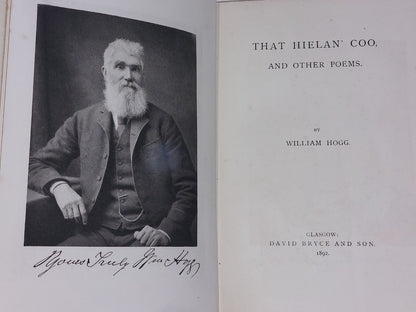 Yours Truly Wm Hogg
THAT HIELAN' COO,
AND OTHER POEMS.
BY
WILLIAM HOGG.
GLASGOW:
DAVID BRYCE AND SON.
1892.